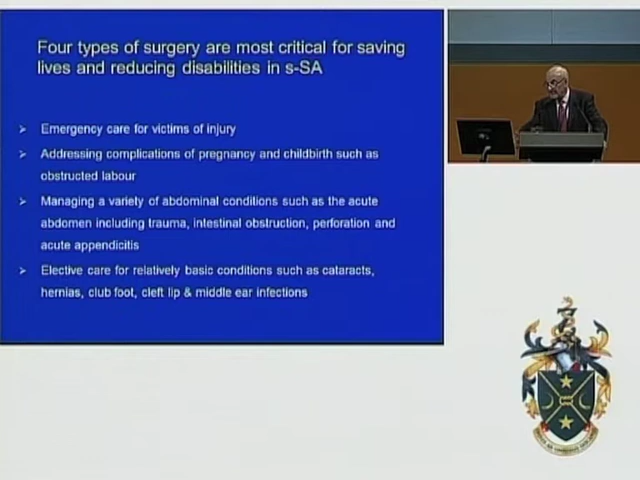 Four types of surgery are most critical for saving
lives and reducing disabilities in s-SA
Emergency care for victims of injury
Addressing complications of pregnancy and childbirth such as
obstructed labour
Managing a variety of abdominal conditions such as the acute
abdomen including trauma, intestinal obstruction, perforation and
acute appendicitis
Elective care for relatively basic conditions such as cataracts,
hernias, club foot, cleft lip & middle ear infections